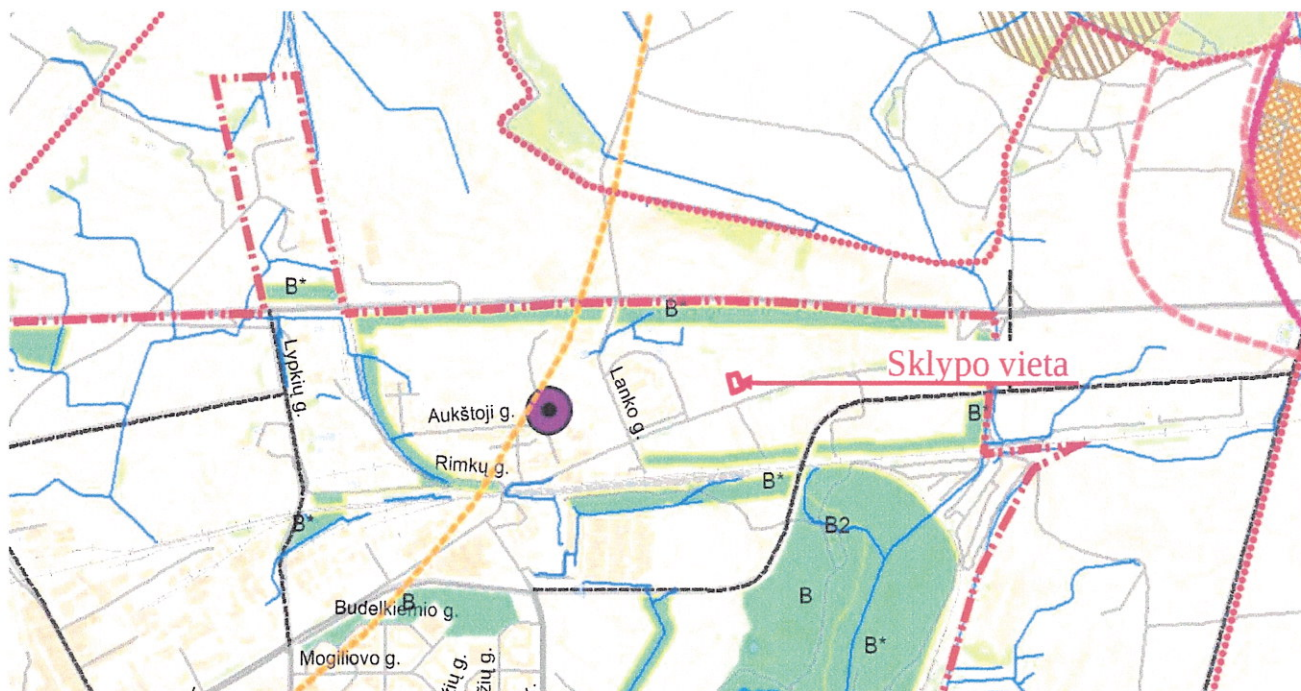 B*
B
Lypkių g.
Sklypo vieta
Lanko g.
Aukštoji g.
B*
Rimkų g.
B*
B*
B2
B
B
Budelkiemio g.
B*
Mogiliovo g.